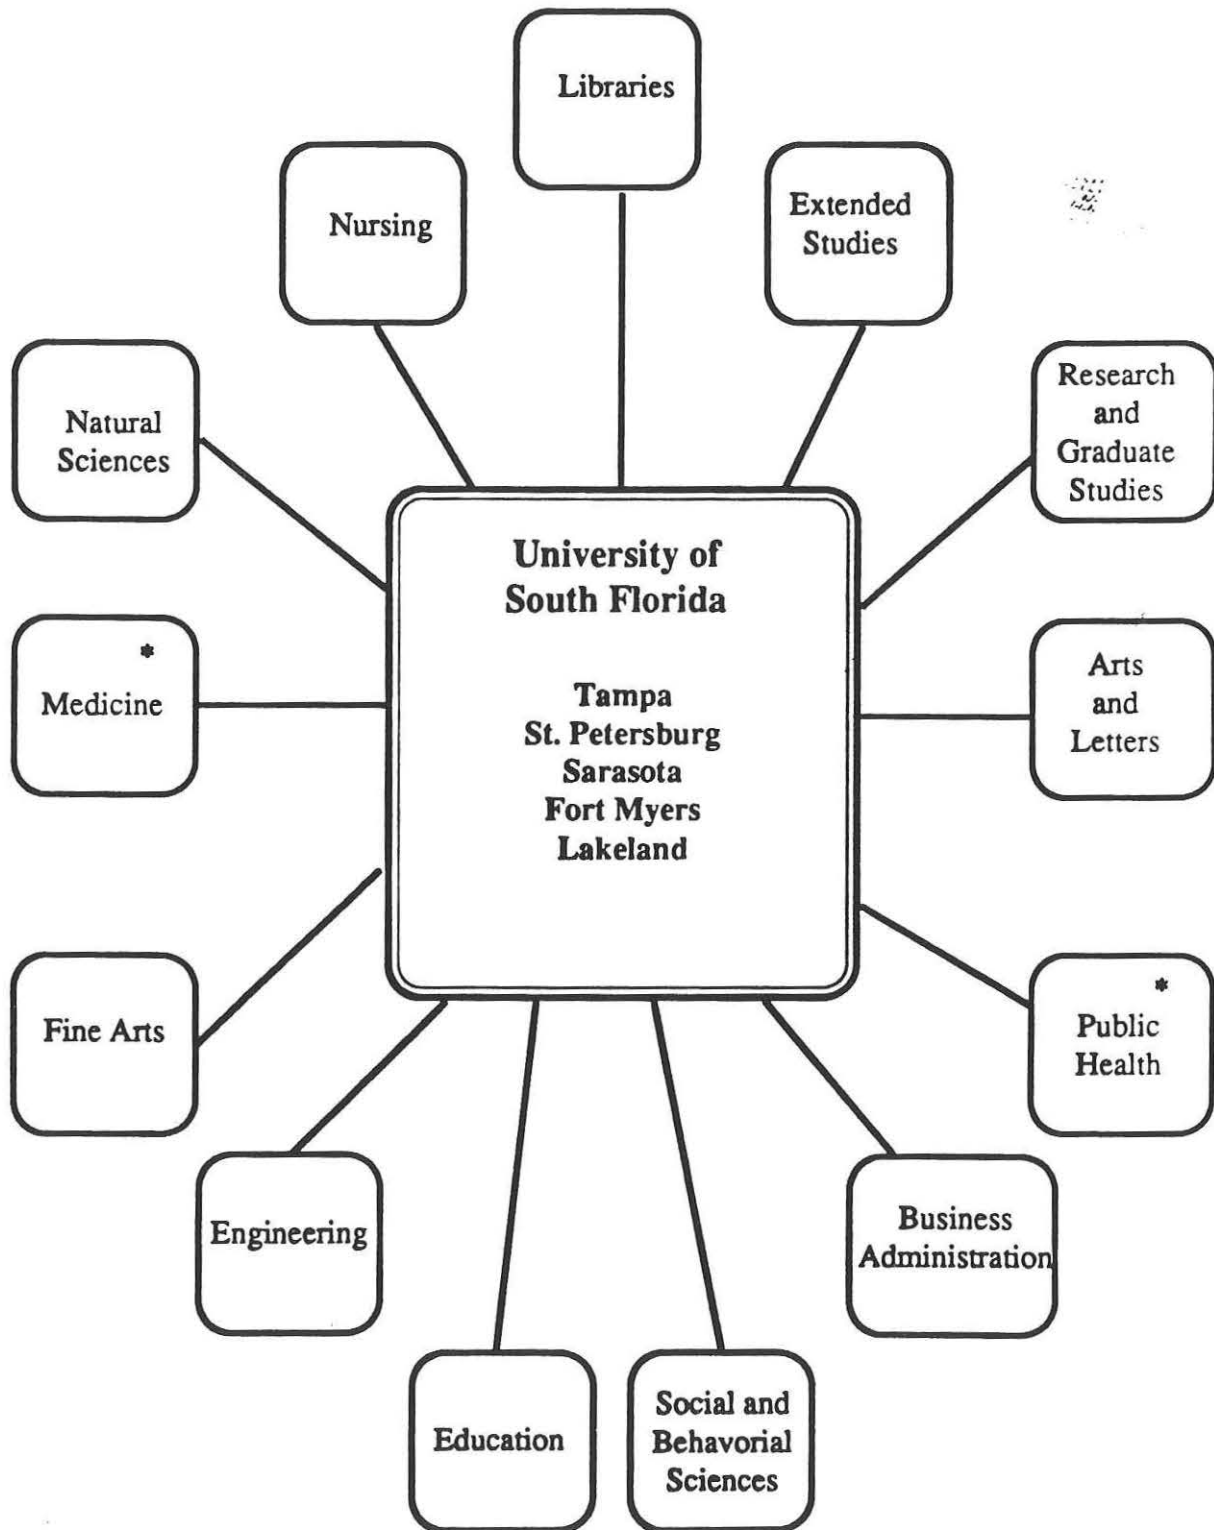 Libraries
Nursing
Extended
Studies
Natural
Sciences
Research
and
Graduate
Studies
University of
South Florida
Tampa
St. Petersburg
Sarasota
Fort Myers
Lakeland
*
Medicine
Arts
and
Letters
Fine Arts
*
Public
Health
Engineering
Business
Administration
Education
Social and
Behavorial
Sciences